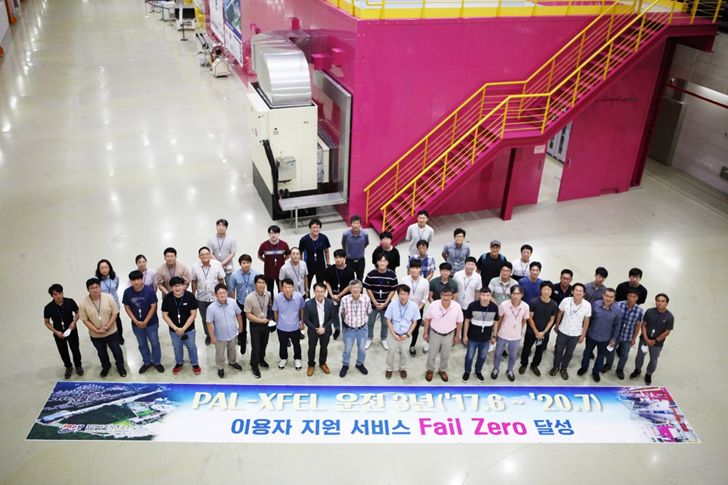 PAL-XFEL 운전 3년('17.6 ~ '20.7)
이용자 지원 서비스 Fail Zero 달성